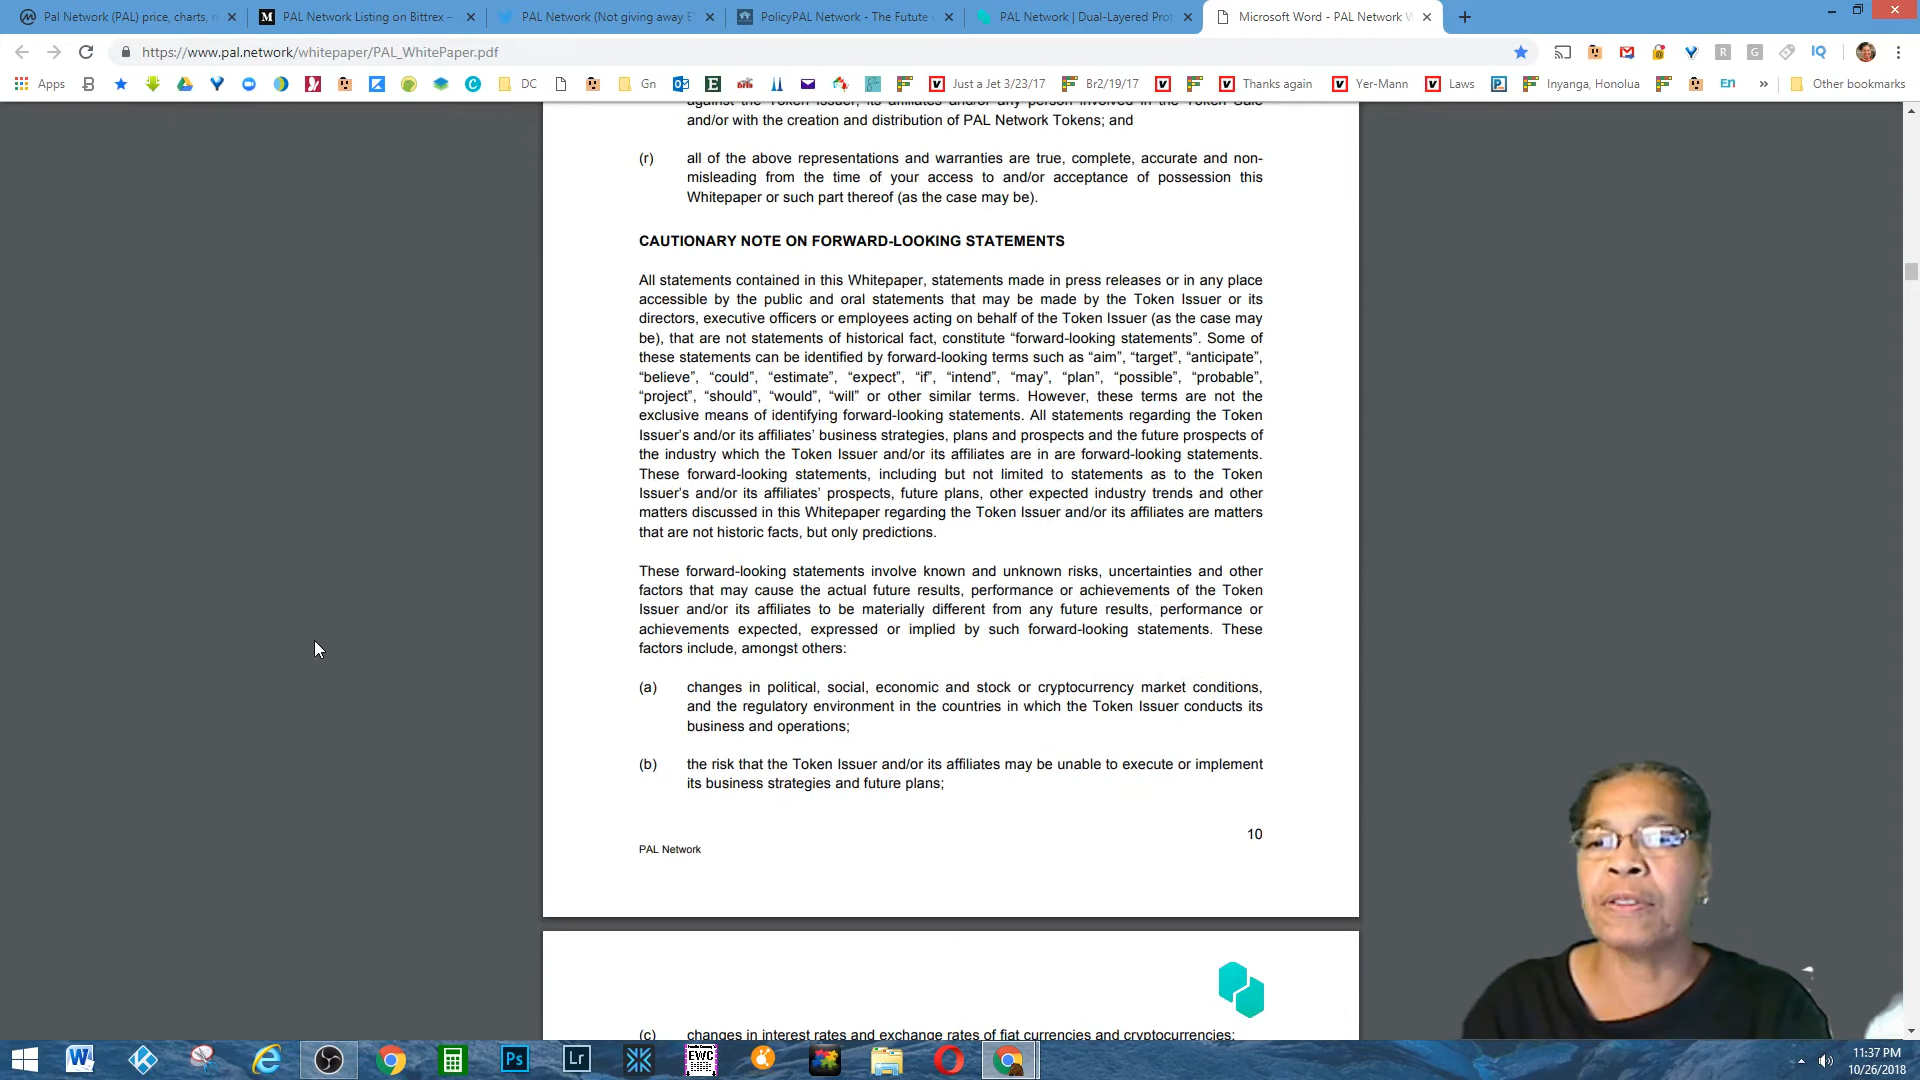 Pal Network (PAL) price, charts,
PAL Network Listing on Bittrex –
PAL Network (Not giving away E
PolicyPAL Network - The Futute
PAL Network | Dual-Layered Prot
Microsoft Word - PAL Network W
https://www.pal.network/whitepaper/PAL_WhitePaper.pdf
Apps
DC
Gn
Just a Jet 3/23/17
Br2/19/17
Thanks again
Yer-Mann
Laws
Inyanga, Honolua
En
»
Other bookmarks
against the Token Issuer, its affiliates and/or any person involved in the Token Sale
and/or with the creation and distribution of PAL Network Tokens; and
(r) all of the above representations and warranties are true, complete, accurate and non-
misleading from the time of your access to and/or acceptance of possession this
Whitepaper or such part thereof (as the case may be).
CAUTIONARY NOTE ON FORWARD-LOOKING STATEMENTS
All statements contained in this Whitepaper, statements made in press releases or in any place
accessible by the public and oral statements that may be made by the Token Issuer or its
directors, executive officers or employees acting on behalf of the Token Issuer (as the case may
be), that are not statements of historical fact, constitute “forward-looking statements”. Some of
these statements can be identified by forward-looking terms such as “aim”, “target”, “anticipate”,
“believe”, “could”, “estimate”, “expect”, “if”, “intend”, “may”, “plan”, “possible”, “probable”,
“project”, “should”, “would”, “will” or other similar terms. However, these terms are not the
exclusive means of identifying forward-looking statements. All statements regarding the Token
Issuer’s and/or its affiliates’ business strategies, plans and prospects and the future prospects of
the industry which the Token Issuer and/or its affiliates are in are forward-looking statements.
These forward-looking statements, including but not limited to statements as to the Token
Issuer’s and/or its affiliates’ prospects, future plans, other expected industry trends and other
matters discussed in this Whitepaper regarding the Token Issuer and/or its affiliates are matters
that are not historic facts, but only predictions.
These forward-looking statements involve known and unknown risks, uncertainties and other
factors that may cause the actual future results, performance or achievements of the Token
Issuer and/or its affiliates to be materially different from any future results, performance or
achievements expected, expressed or implied by such forward-looking statements. These
factors include, amongst others:
(a) changes in political, social, economic and stock or cryptocurrency market conditions,
and the regulatory environment in the countries in which the Token Issuer conducts its
business and operations;
(b) the risk that the Token Issuer and/or its affiliates may be unable to execute or implement
its business strategies and future plans;
10
PAL Network
(c) changes in interest rates and exchange rates of fiat currencies and cryptocurrencies;
Ps
Lr
EWC
11:37 PM
10/26/2018